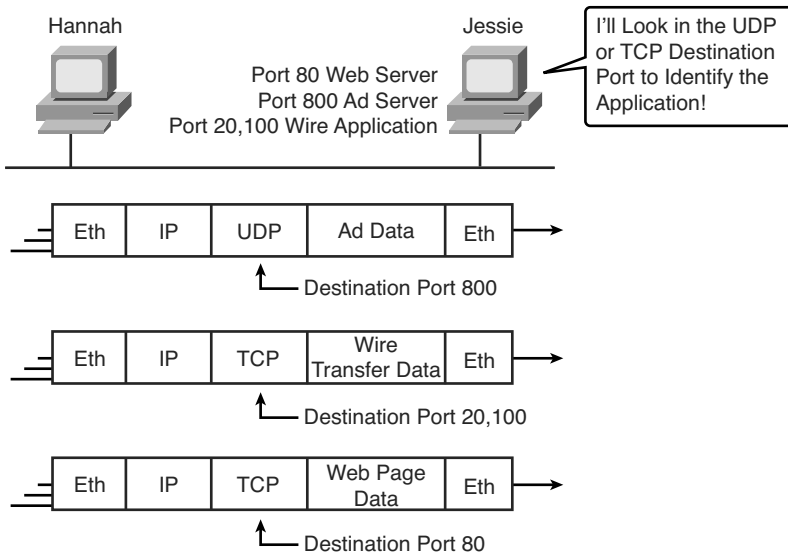 Hannah
Jessie
I'll Look in the UDP
or TCP Destination
Port to Identify the
Application!
Port 80 Web Server
Port 800 Ad Server
Port 20,100 Wire Application
Eth IP UDP Ad Data Eth
Destination Port 800
Eth IP TCP Wire Transfer Data Eth
Destination Port 20,100
Eth IP TCP Web Page Data Eth
Destination Port 80